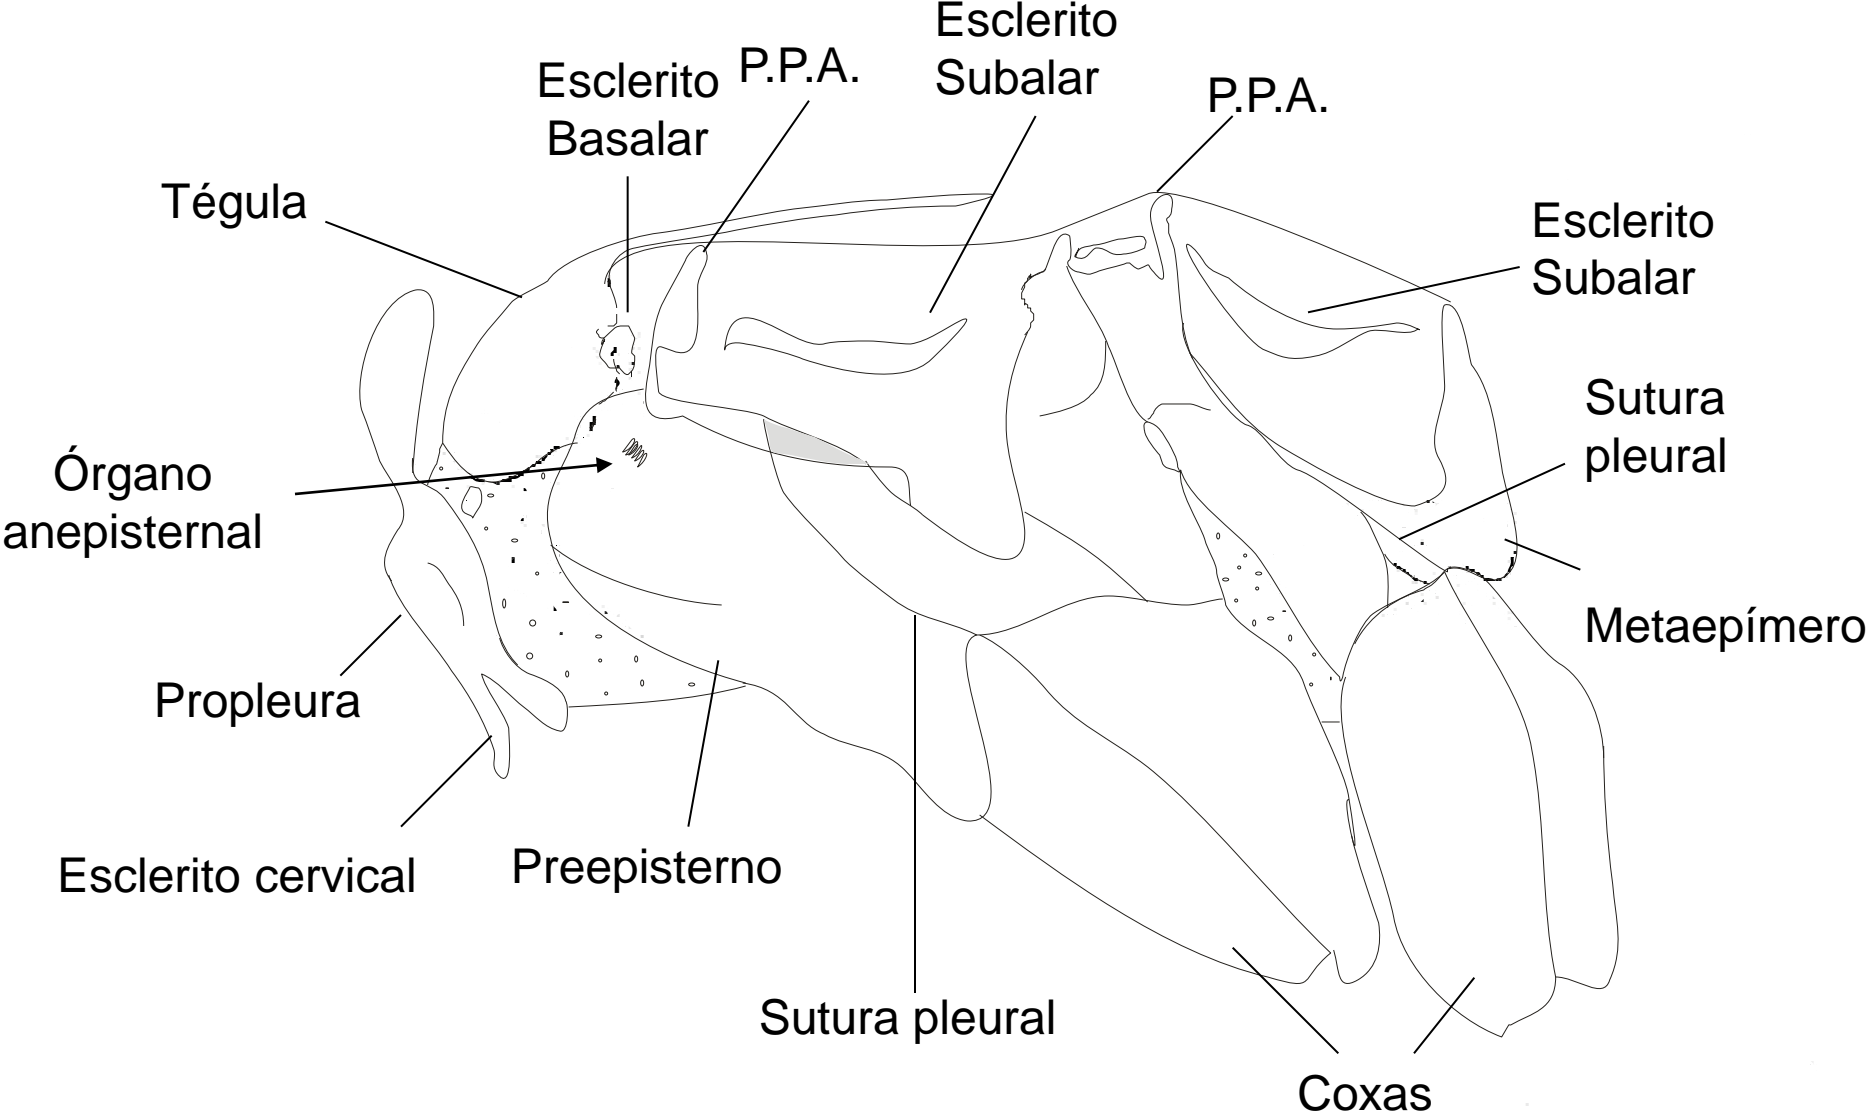 Esclerito
Subalar
P.P.A.
Esclerito
Basalar
P.P.A.
Tégula
Esclerito
Subalar
Sutura
pleural
Órgano
anepisternal
Metaepímero
Propleura
Esclerito cervical
Preepisterno
Sutura pleural
Coxas